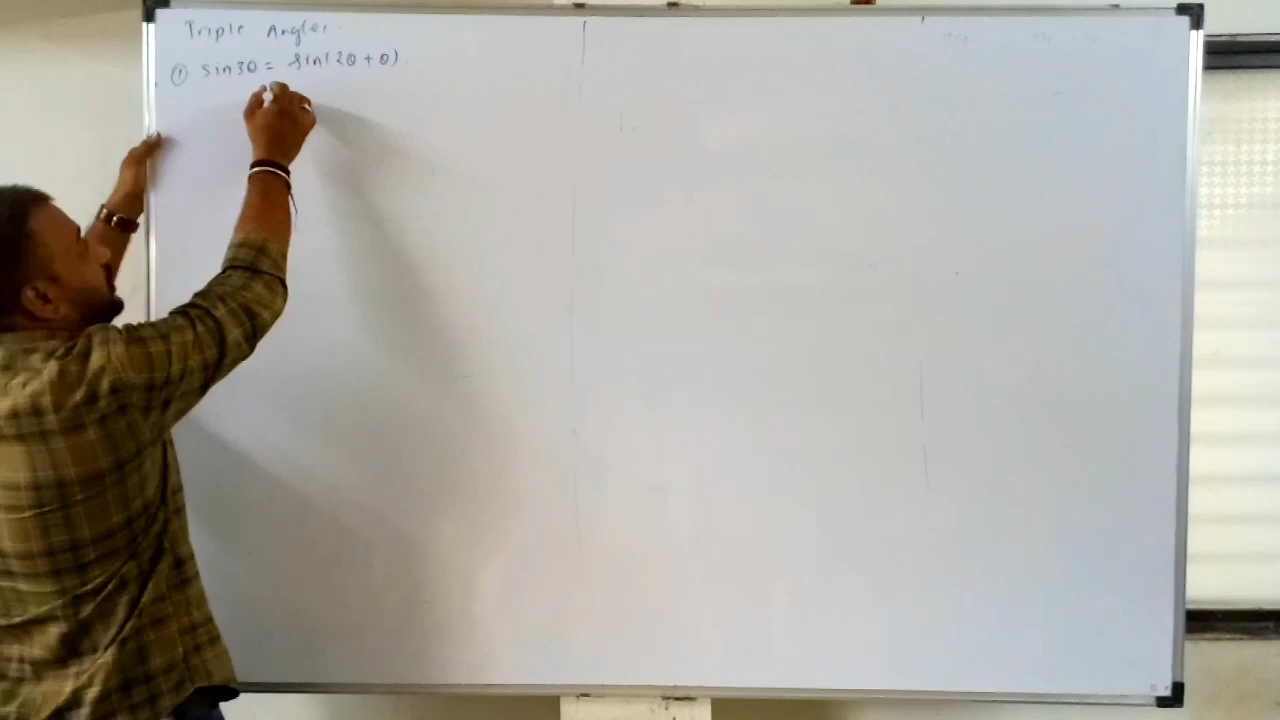 Triple Angles.
① sin3θ = sin(2θ + θ).